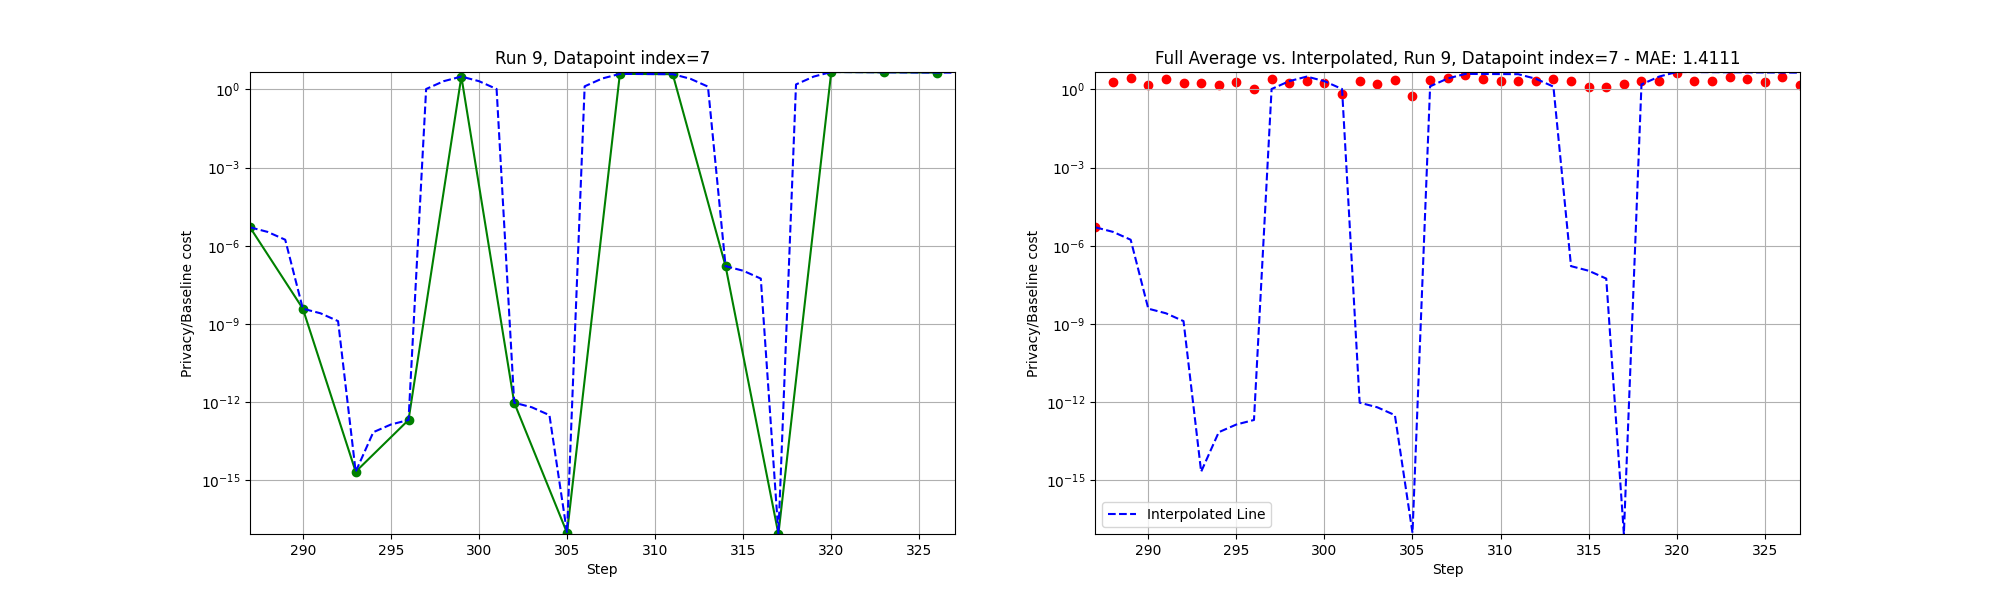 Run 9, Datapoint index=7
Privacy/Baseline cost
10^0
10^-3
10^-6
10^-9
10^-12
10^-15
290 295 300 305 310 315 320 325
Step
Full Average vs. Interpolated, Run 9, Datapoint index=7 - MAE: 1.4111
Privacy/Baseline cost
10^0
10^-3
10^-6
10^-9
10^-12
10^-15
Interpolated Line
290 295 300 305 310 315 320 325
Step